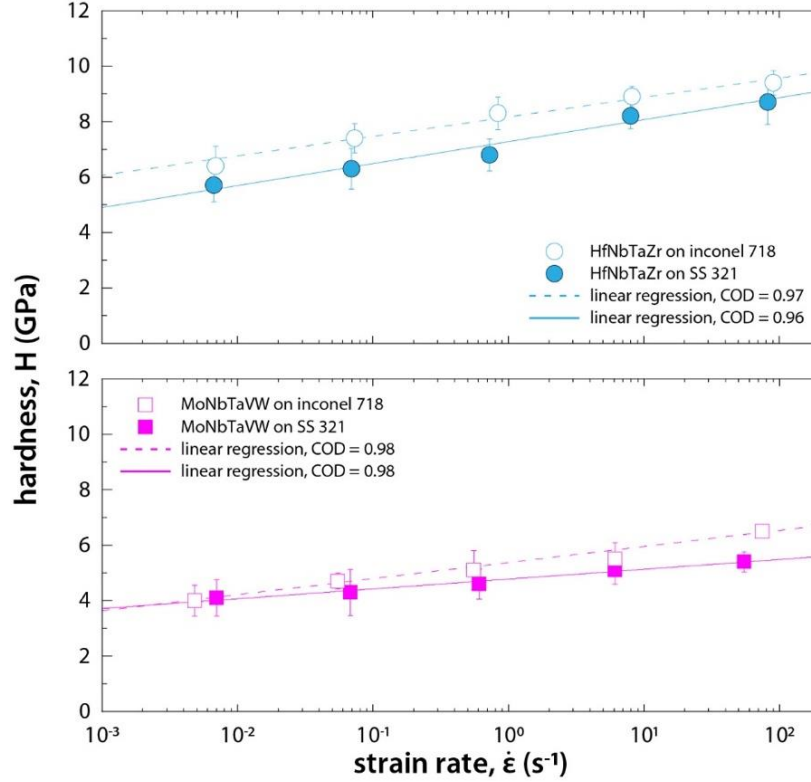 12
10
8
6
4
2
0
HfNbTaZr on inconel 718
HfNbTaZr on SS 321
linear regression, COD = 0.97
linear regression, COD = 0.96
hardness, H (GPa)
12
10
8
6
4
2
0
MoNbTaVW on inconel 718
MoNbTaVW on SS 321
linear regression, COD = 0.98
linear regression, COD = 0.98
10⁻³ 10⁻² 10⁻¹ 10⁰ 10¹ 10²
strain rate, ε̇ (s⁻¹)